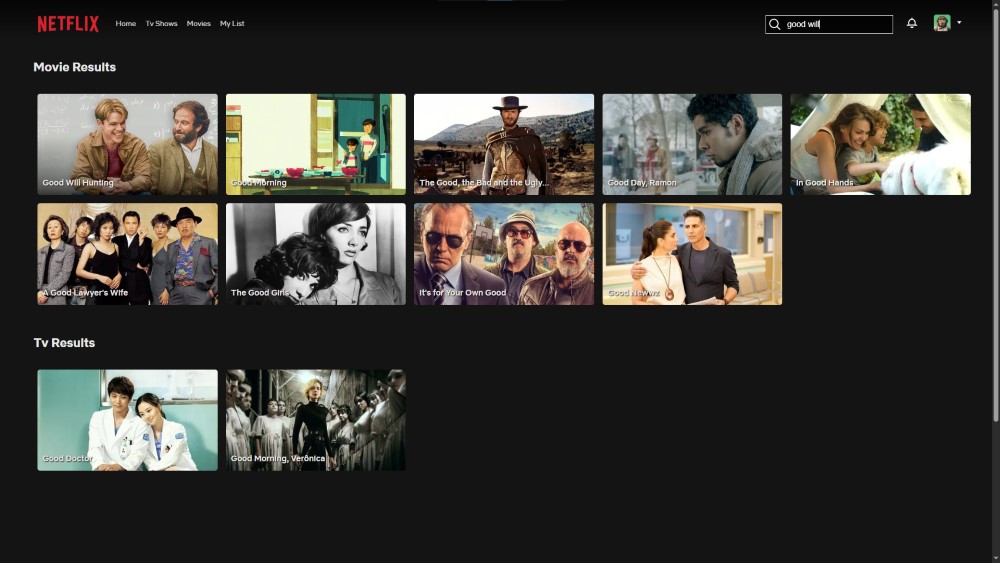 NETFLIX Home Tv Shows Movies My List good will
Movie Results
Good Will Hunting
Good Morning
The Good, the Bad and the Ugly...
Good Day, Ramon
In Good Hands
A Good Lawyer's Wife
The Good Girls
It's for Your Own Good
Good Newwz
Tv Results
Good Doctor
Good Morning, Verônica